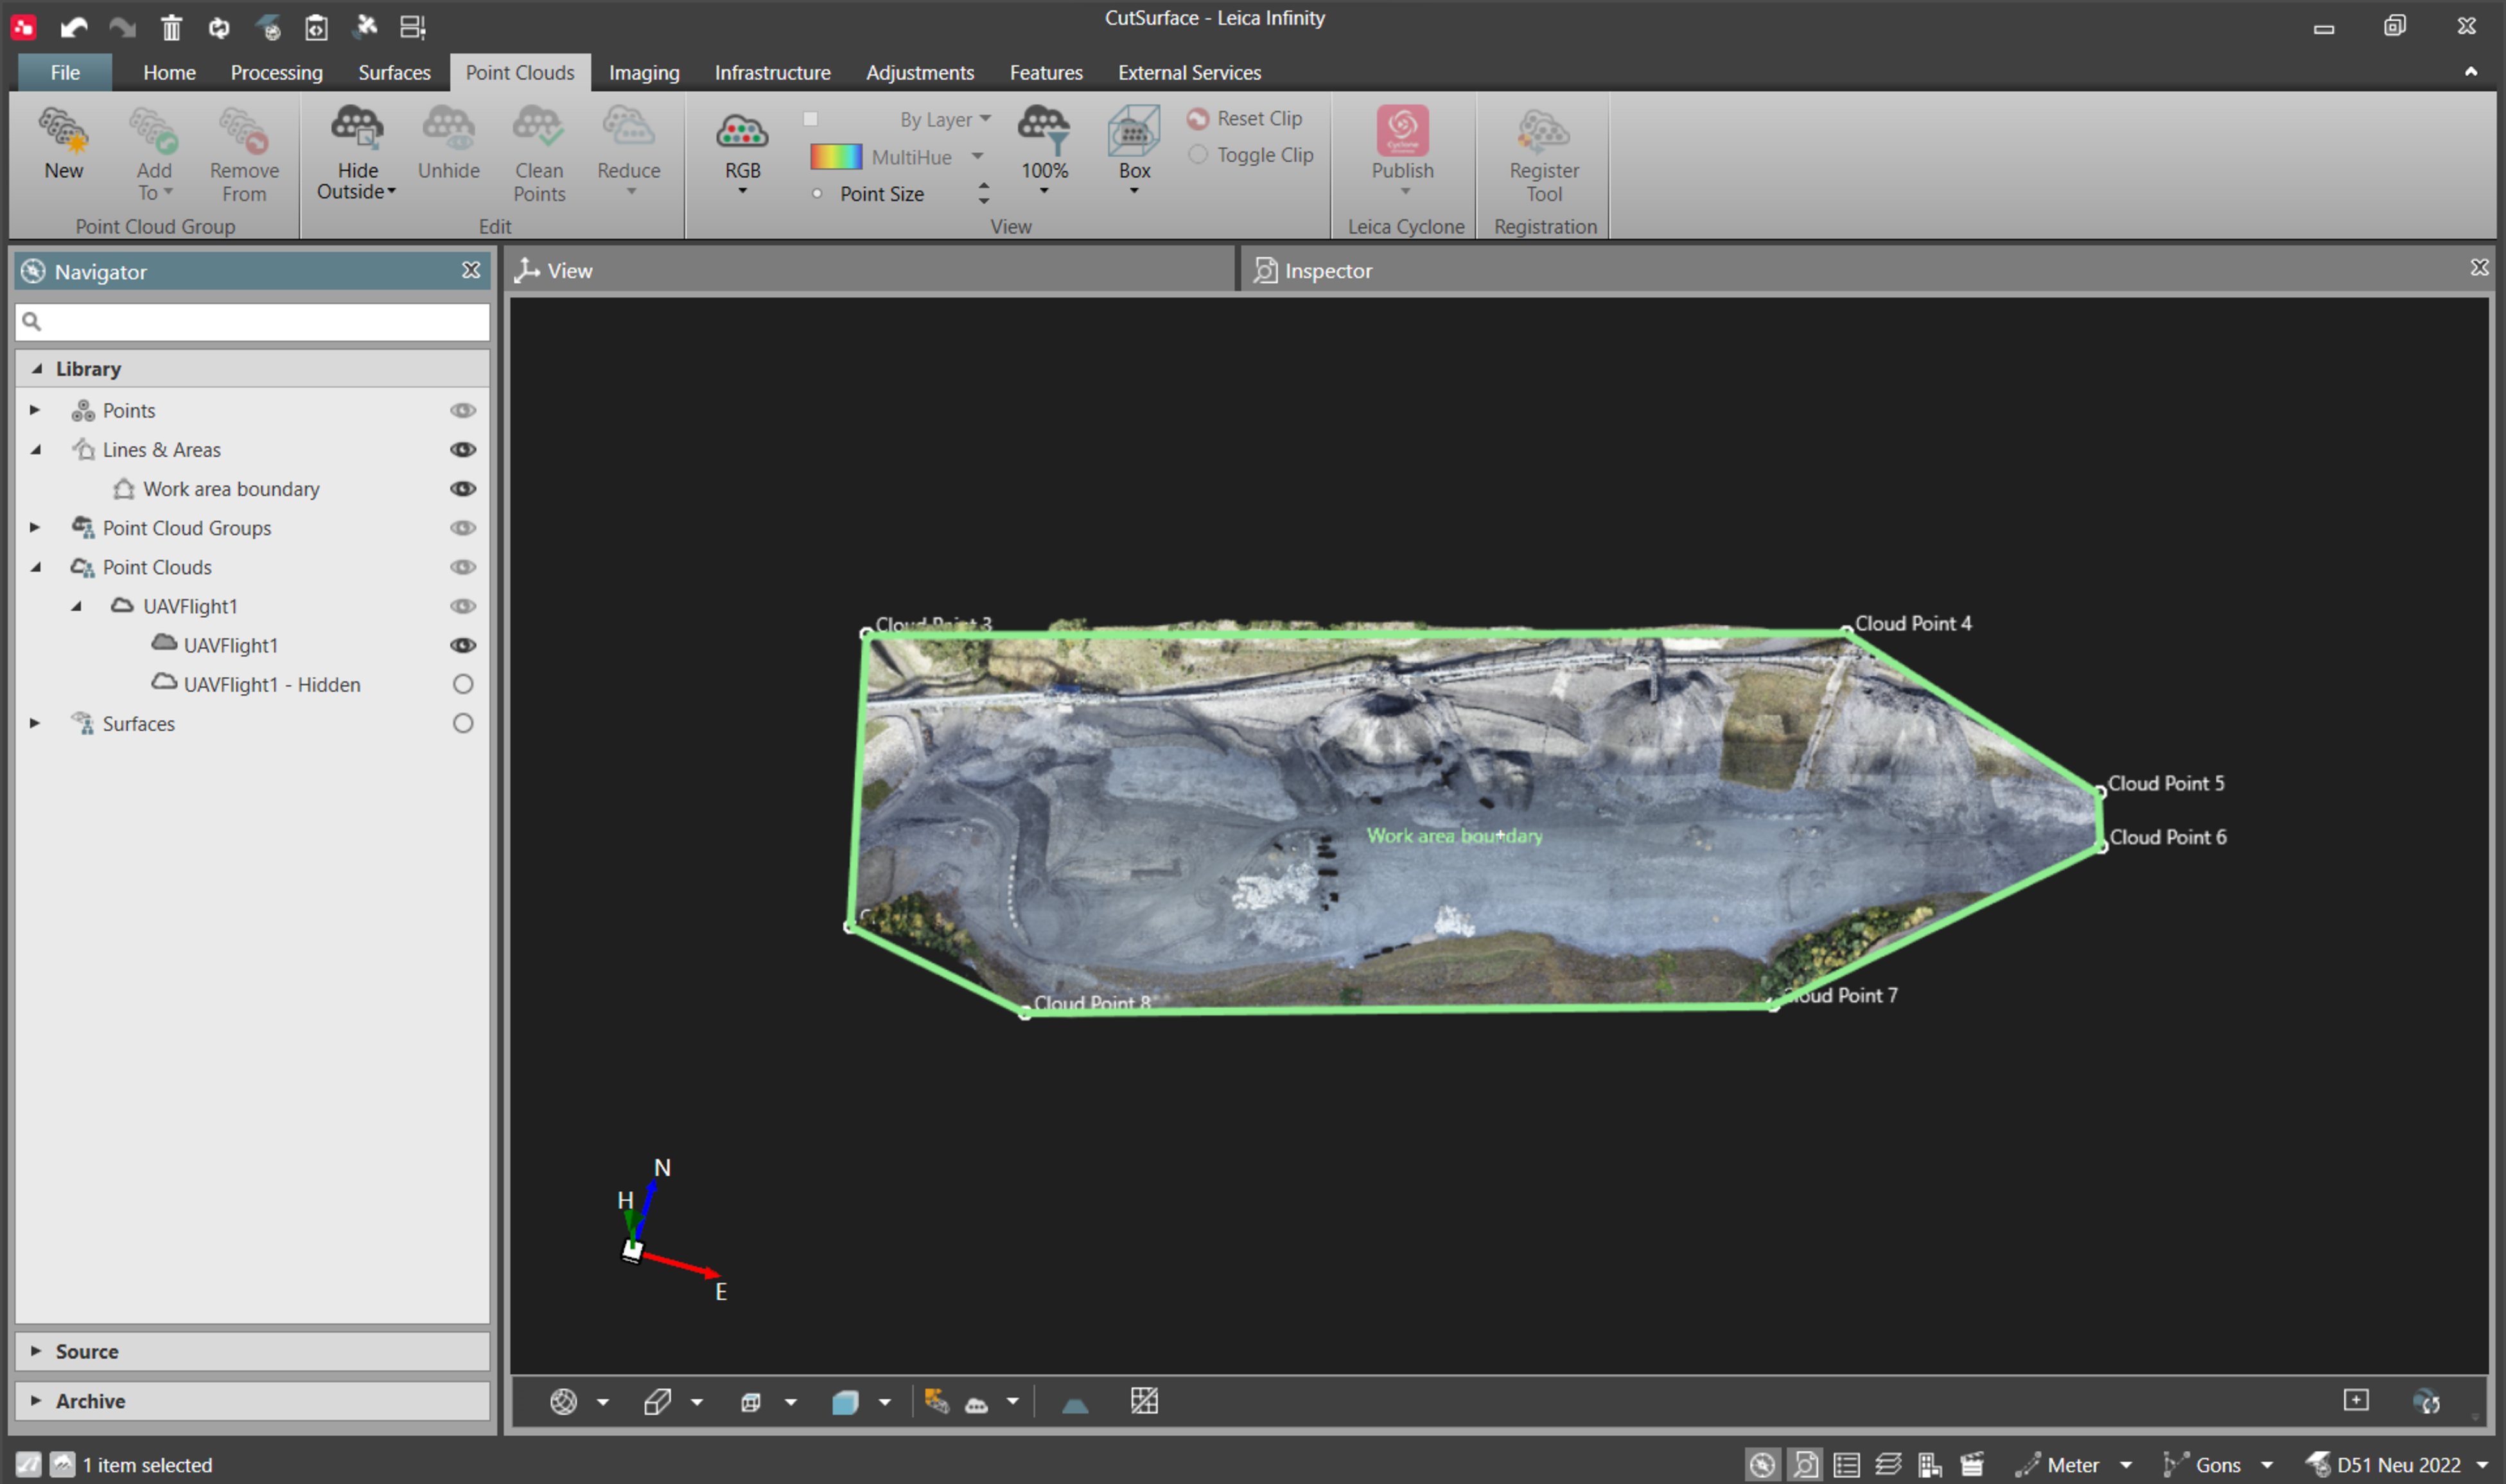 CutSurface - Leica Infinity
File Home Processing Surfaces Point Clouds Imaging Infrastructure Adjustments Features External Services
New
Add To
Remove From
Point Cloud Group
Hide Outside
Unhide
Clean Points
Reduce
Edit
RGB
By Layer
MultiHue
Point Size
100%
Box
Reset Clip
Toggle Clip
View
Cyclone
Publish
Leica Cyclone
Register Tool
Registration
Navigator
View
Inspector
Library
Points
Lines & Areas
Work area boundary
Point Cloud Groups
Point Clouds
UAVFlight1
UAVFlight1
UAVFlight1 - Hidden
Surfaces
Source
Archive
Cloud Point 3
Cloud Point 4
Cloud Point 5
Work area boundary
Cloud Point 6
Cloud Point 7
Cloud Point 8
N
H
E
1 item selected
Meter
Gons
D51 Neu 2022